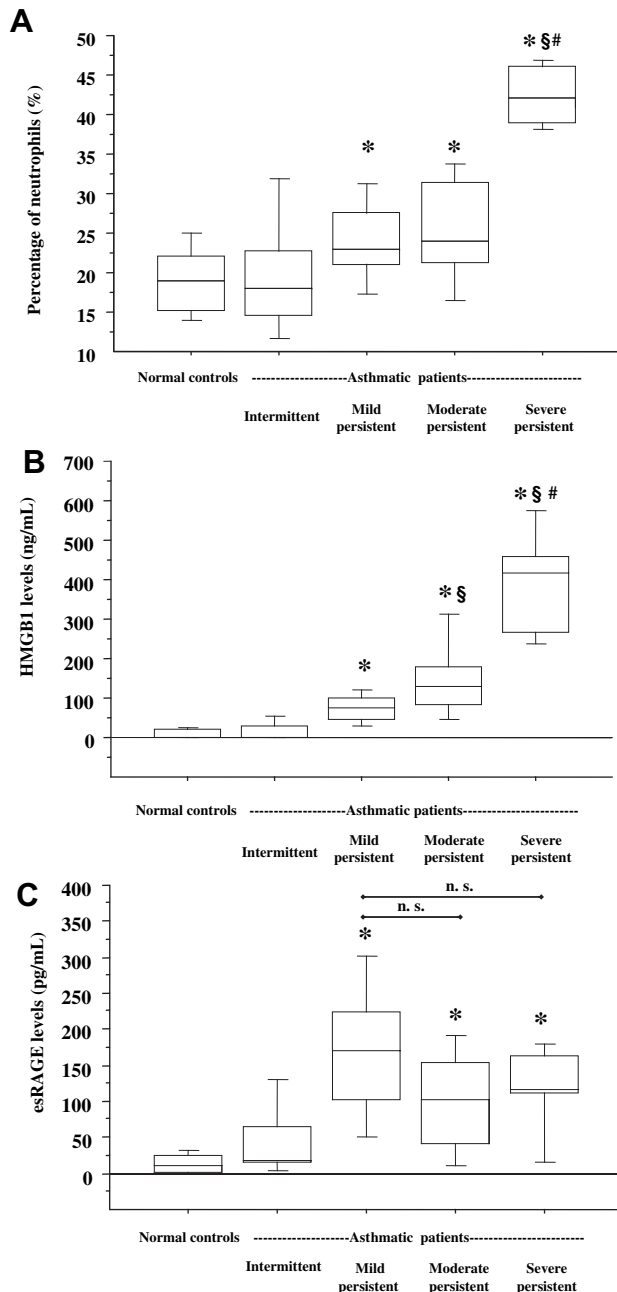 A
Percentage of neutrophils (%)
50
45
40
35
30
25
20
15
10
* §#
*
*
Normal controls --------------------Asthmatic patients------------------------
Intermittent
Mild
persistent
Moderate
persistent
Severe
persistent
B
HMGB1 levels (ng/mL)
700
600
500
400
300
200
100
0
* § #
* §
*
Normal controls --------------------Asthmatic patients------------------------
Intermittent
Mild
persistent
Moderate
persistent
Severe
persistent
C
esRAGE levels (pg/mL)
400
350
300
250
200
150
100
50
0
n. s.
n. s.
*
*
*
Normal controls --------------------Asthmatic patients------------------------
Intermittent
Mild
persistent
Moderate
persistent
Severe
persistent